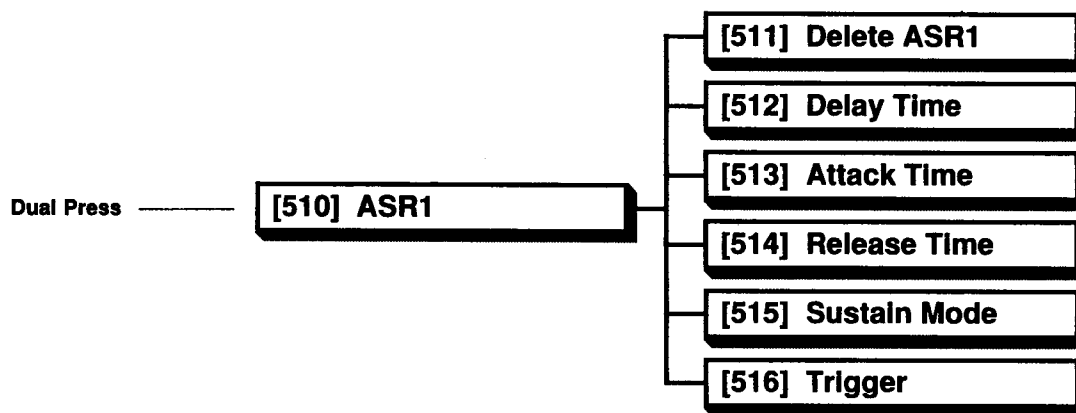 [511] Delete ASR1
[512] Delay Time
[513] Attack Time
Dual Press
[510] ASR1
[514] Release Time
[515] Sustain Mode
[516] Trigger